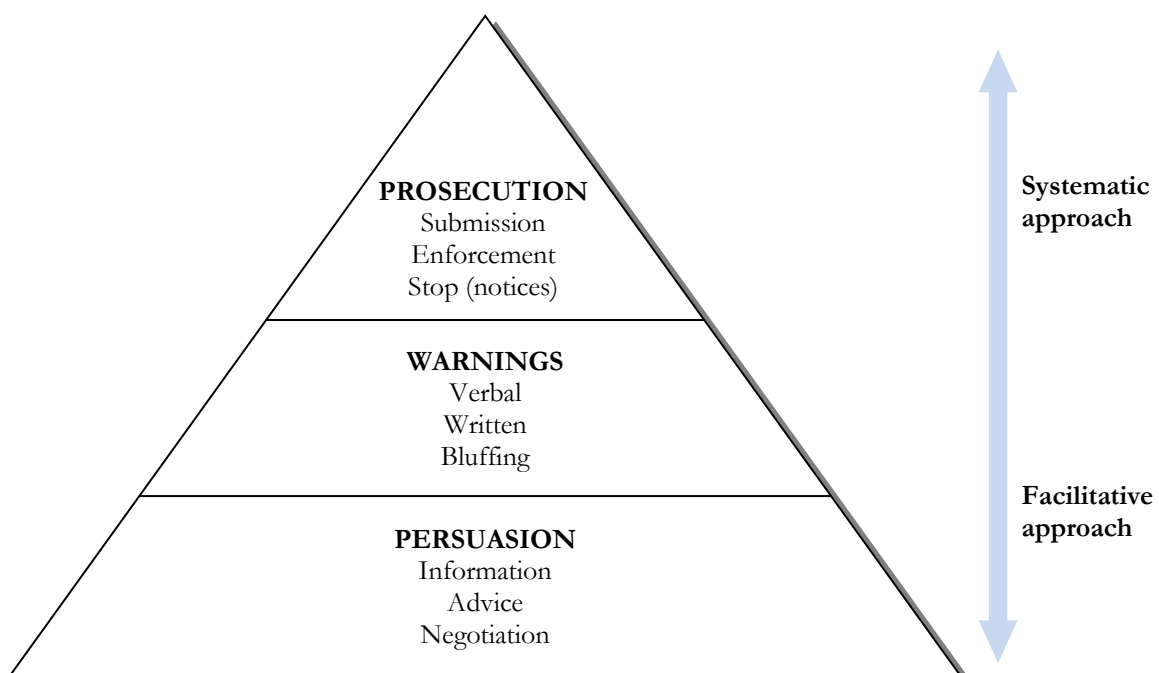 PROSECUTION
Submission
Enforcement
Stop (notices)
WARNINGS
Verbal
Written
Bluffing
PERSUASION
Information
Advice
Negotiation
Systematic
approach
Facilitative
approach